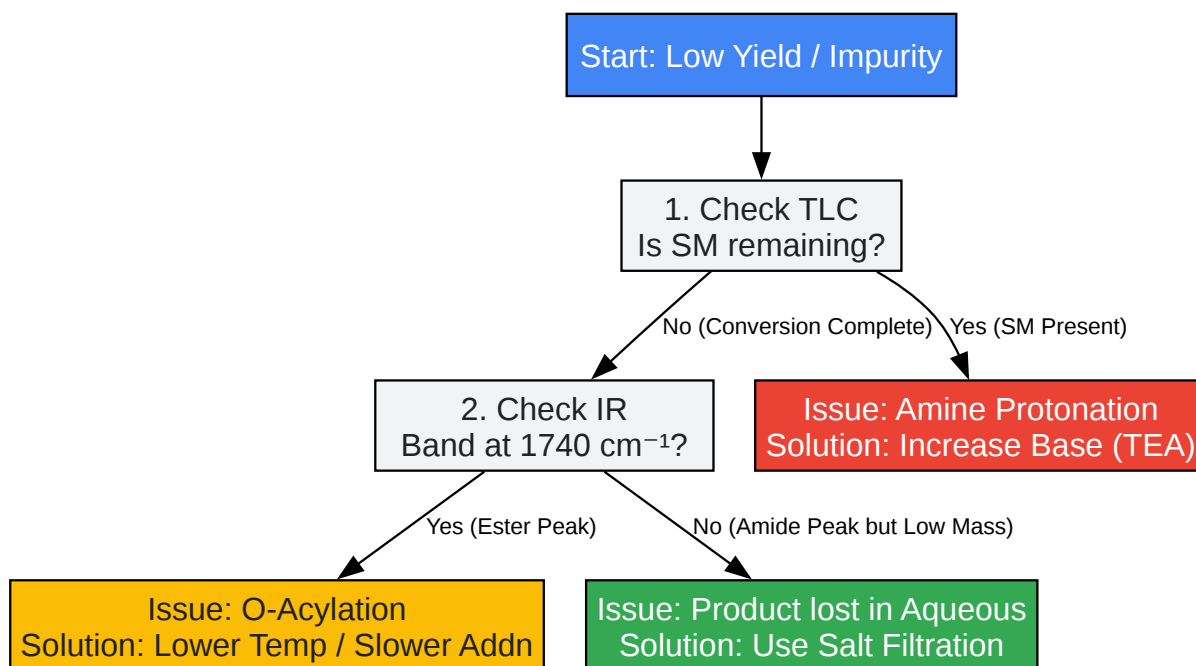 Start: Low Yield / Impurity
1. Check TLC
Is SM remaining?
No (Conversion Complete)
Yes (SM Present)
2. Check IR
Band at 1740 cm⁻¹?
Issue: Amine Protonation
Solution: Increase Base (TEA)
Yes (Ester Peak)
No (Amide Peak but Low Mass)
Issue: O-Acylation
Solution: Lower Temp / Slower Addn
Issue: Product lost in Aqueous
Solution: Use Salt Filtration